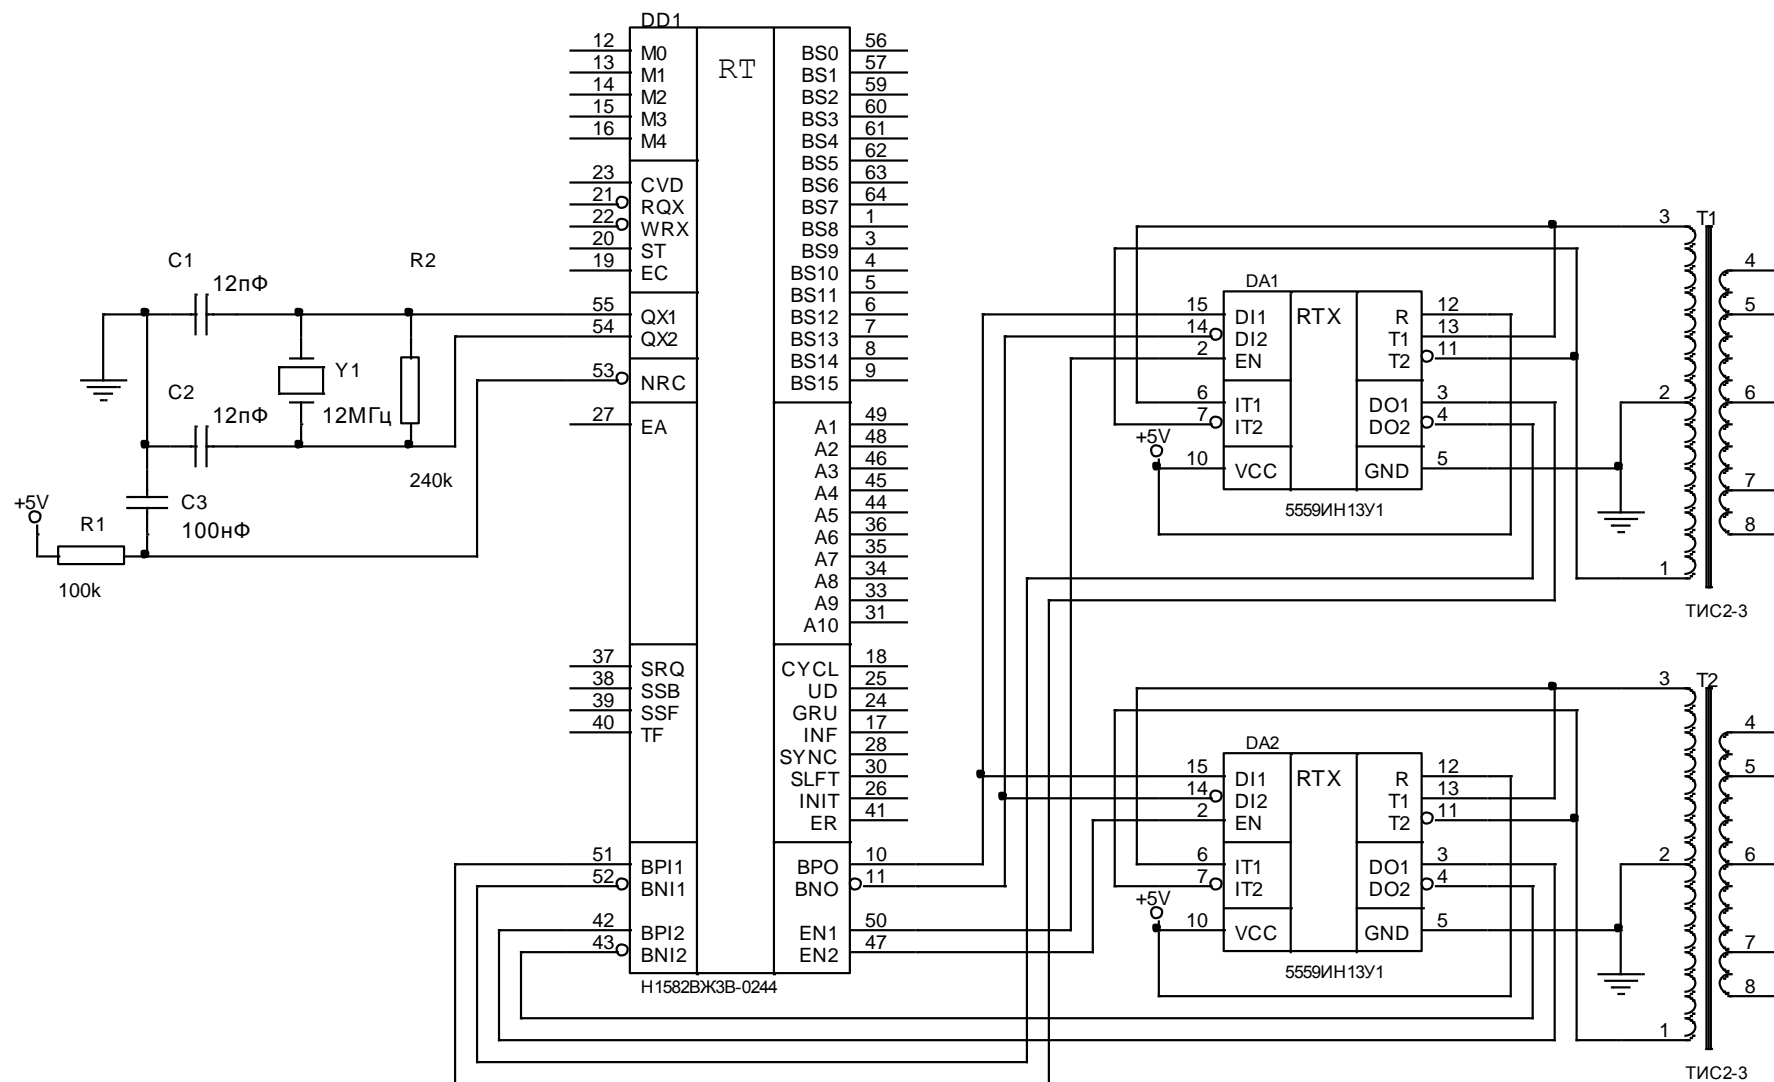 DD1
RT
12 M0
13 M1
14 M2
15 M3
16 M4
23 CVD
21 RQX
22 WRX
20 ST
19 EC
55 QX1
54 QX2
53 NRC
27 EA
37 SRQ
38 SSB
39 SSF
40 TF
51 BPI1
52 BNI1
42 BPI2
43 BNI2
BS0 56
BS1 57
BS2 59
BS3 60
BS4 61
BS5 62
BS6 63
BS7 64
BS8 1
BS9 3
BS10 4
BS11 5
BS12 6
BS13 7
BS14 8
BS15 9
A1 49
A2 48
A3 46
A4 45
A5 44
A6 36
A7 35
A8 34
A9 33
A10 31
CYCL 18
UD 25
GRU 24
INF 17
SYNC 28
SLFT 30
INIT 26
ER 41
BPO 10
BNO 11
EN1 50
EN2 47
Н1582ВЖ3В-0244
C1
12пФ
R2
Y1
12МГц
C2
12пФ
240k
C3
100нФ
+5V
R1
100k
DA1
RTX
15 DI1
14 DI2
2 EN
6 IT1
7 IT2
+5V
10 VCC
R 12
T1 13
T2 11
DO1 3
DO2 4
GND 5
5559ИН13У1
T1
3
2
1
4
5
6
7
8
ТИС2-3
DA2
RTX
15 DI1
14 DI2
2 EN
6 IT1
7 IT2
+5V
10 VCC
R 12
T1 13
T2 11
DO1 3
DO2 4
GND 5
5559ИН13У1
T2
3
2
1
4
5
6
7
8
ТИС2-3